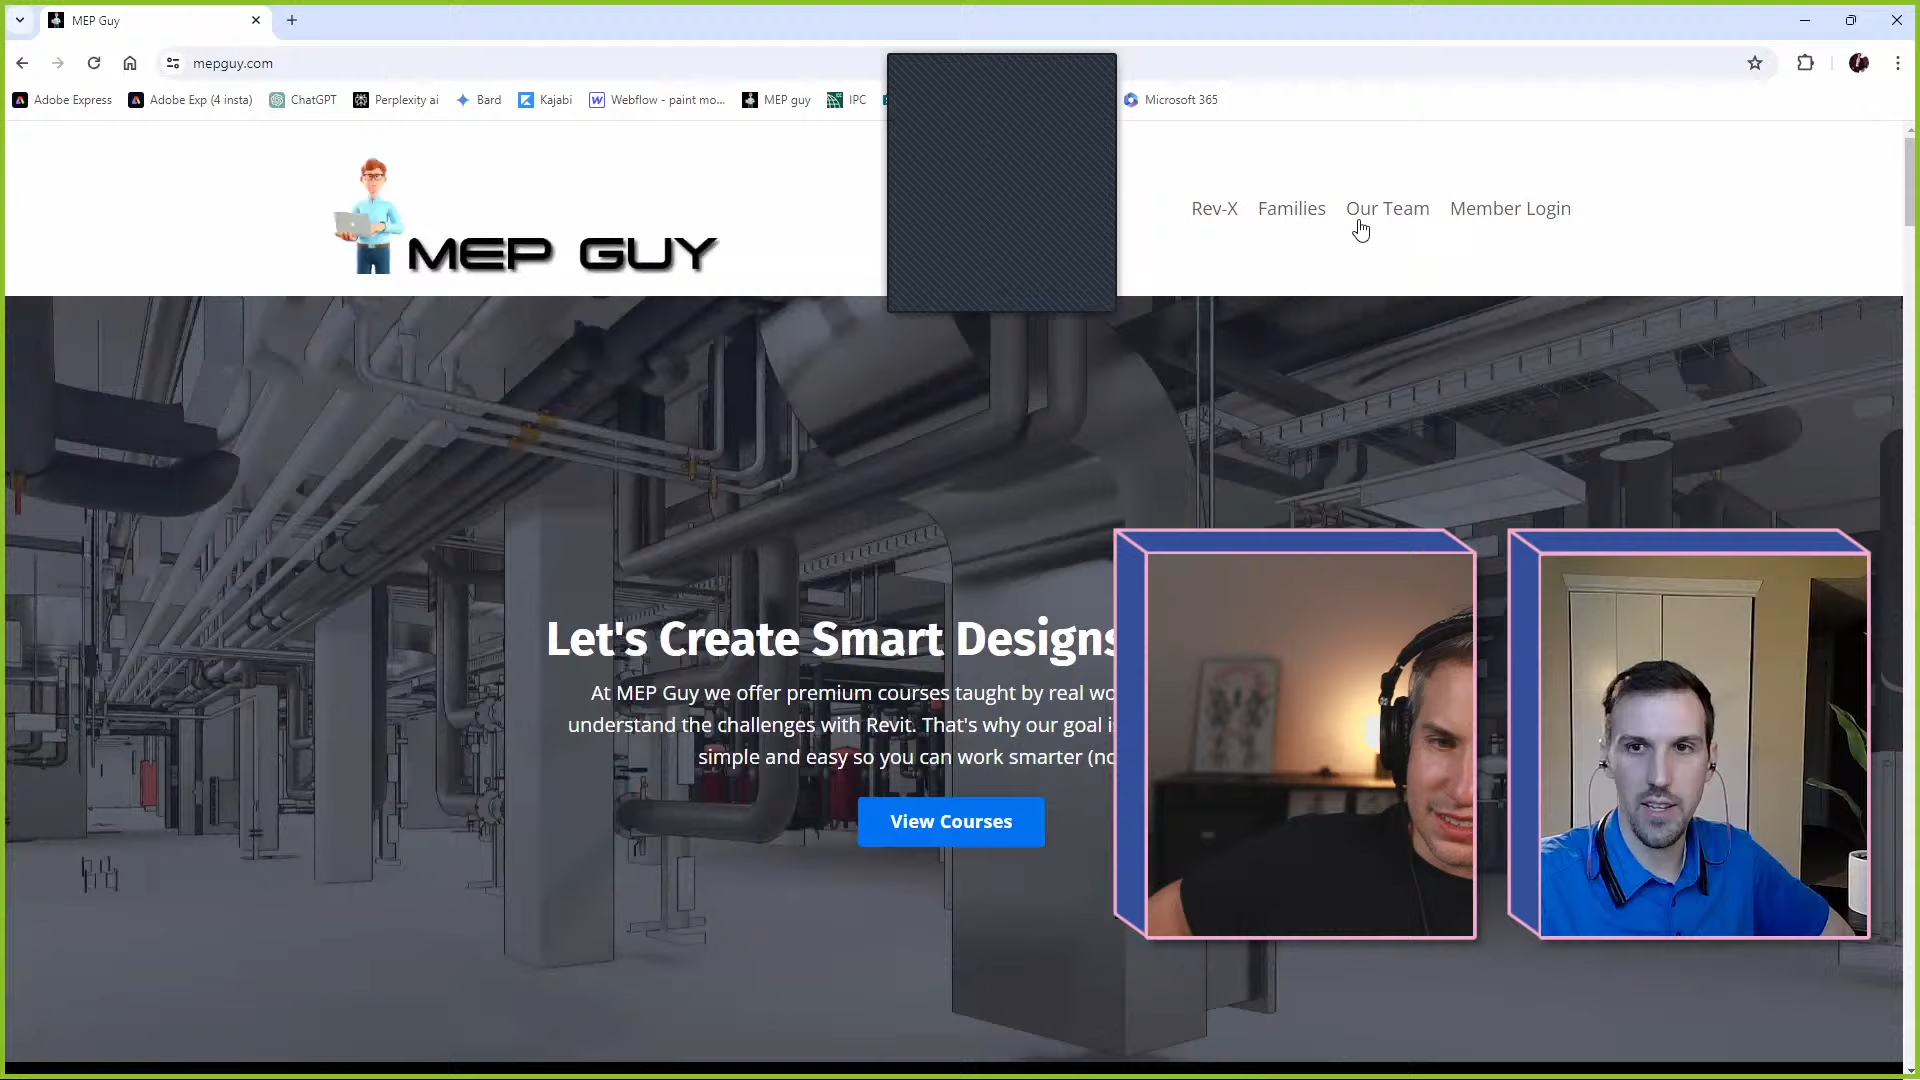 MEP Guy
mepguy.com
Adobe Express
Adobe Exp (4 insta)
ChatGPT
Perplexity ai
Bard
Kajabi
Webflow - paint mo...
MEP guy
IPC
Microsoft 365
MEP GUY
Rev-X
Families
Our Team
Member Login
Let's Create Smart Designs
At MEP Guy we offer premium courses taught by real wo
understand the challenges with Revit. That's why our goal i
simple and easy so you can work smarter (no
View Courses